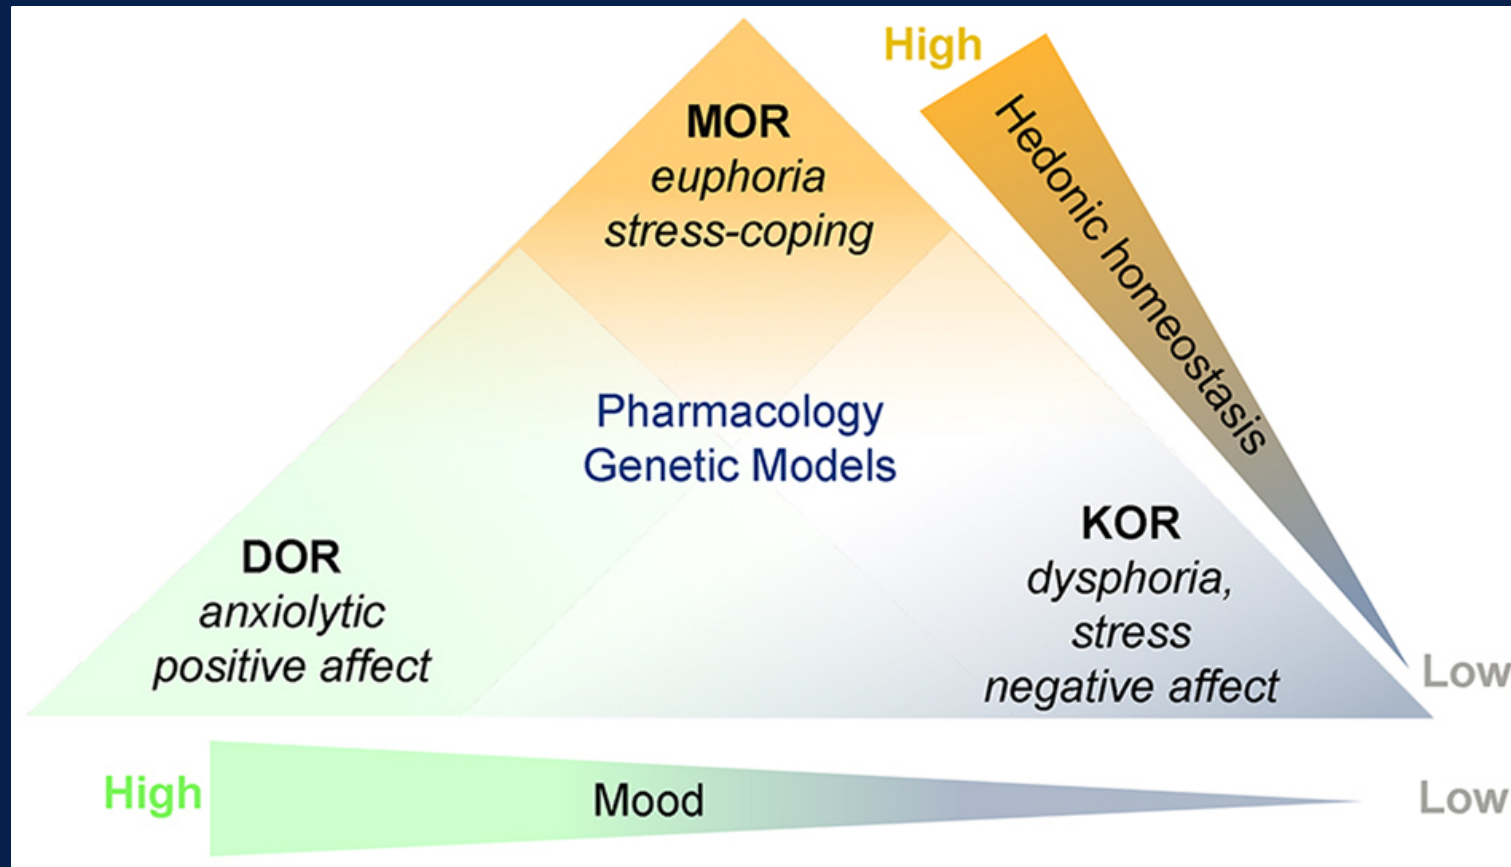 High
MOR
euphoria
stress-coping
Hedonic homeostasis
Pharmacology
Genetic Models
DOR
anxiolytic
positive affect
KOR
dysphoria,
stress
negative affect
Low
High
Mood
Low